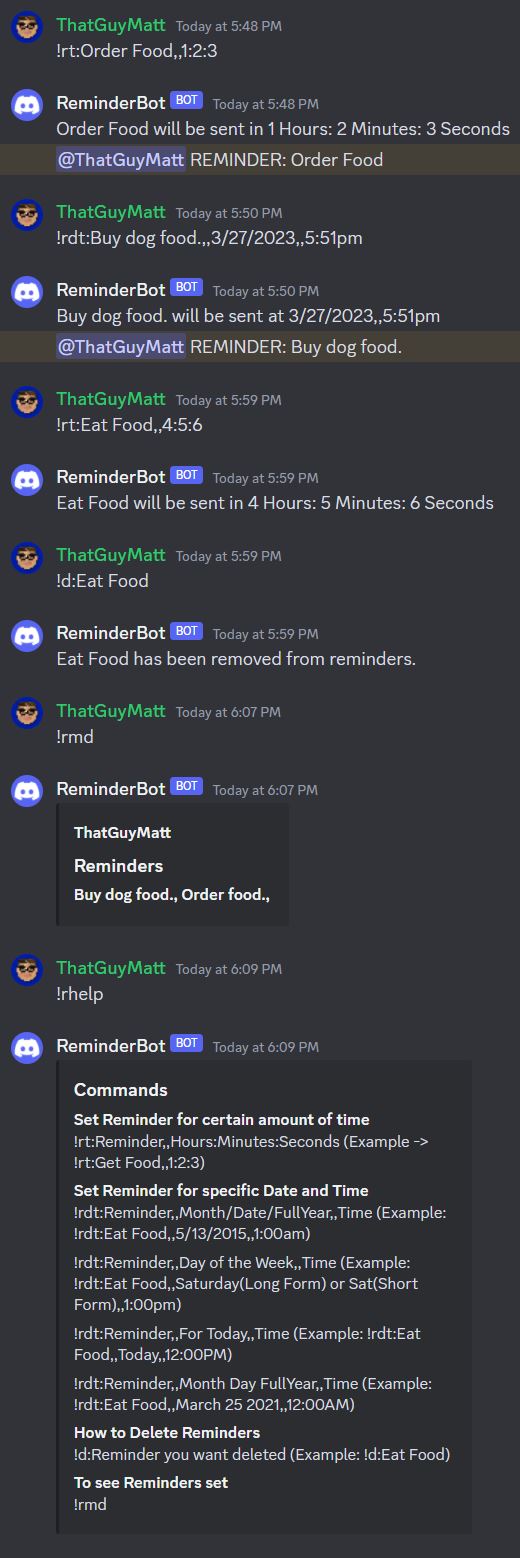 ThatGuyMatt Today at 5:48 PM
!rt:Order Food,,1:2:3
ReminderBot BOT Today at 5:48 PM
Order Food will be sent in 1 Hours: 2 Minutes: 3 Seconds
@ThatGuyMatt REMINDER: Order Food
ThatGuyMatt Today at 5:50 PM
!rdt:Buy dog food.,,3/27/2023,,5:51pm
ReminderBot BOT Today at 5:50 PM
Buy dog food. will be sent at 3/27/2023,,5:51pm
@ThatGuyMatt REMINDER: Buy dog food.
ThatGuyMatt Today at 5:59 PM
!rt:Eat Food,,4:5:6
ReminderBot BOT Today at 5:59 PM
Eat Food will be sent in 4 Hours: 5 Minutes: 6 Seconds
ThatGuyMatt Today at 5:59 PM
!d:Eat Food
ReminderBot BOT Today at 5:59 PM
Eat Food has been removed from reminders.
ThatGuyMatt Today at 6:07 PM
!rmd
ReminderBot BOT Today at 6:07 PM
ThatGuyMatt
Reminders
Buy dog food., Order food.,
ThatGuyMatt Today at 6:09 PM
!rhelp
ReminderBot BOT Today at 6:09 PM
Commands
Set Reminder for certain amount of time
!rt:Reminder,,Hours:Minutes:Seconds (Example ->
!rt:Get Food,,1:2:3)
Set Reminder for specific Date and Time
!rdt:Reminder,,Month/Date/FullYear,,Time (Example:
!rdt:Eat Food,,5/13/2015,,1:00am)
!rdt:Reminder,,Day of the Week,,Time (Example:
!rdt:Eat Food,,Saturday(Long Form) or Sat(Short
Form),,1:00pm)
!rdt:Reminder,,For Today,,Time (Example: !rdt:Eat
Food,,Today,,12:00PM)
!rdt:Reminder,,Month Day FullYear,,Time (Example:
!rdt:Eat Food,,March 25 2021,,12:00AM)
How to Delete Reminders
!d:Reminder you want deleted (Example: !d:Eat Food)
To see Reminders set
!rmd